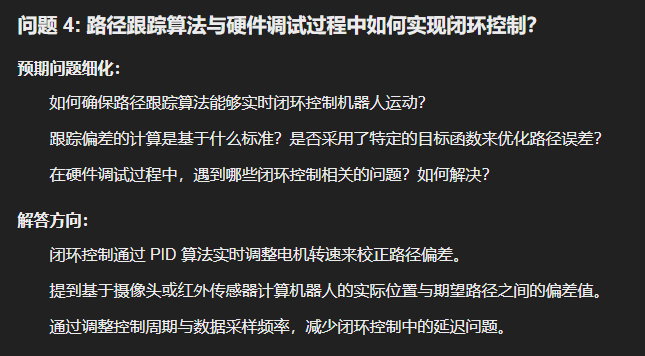 问题 4: 路径跟踪算法与硬件调试过程中如何实现闭环控制？
预期问题细化：
如何确保路径跟踪算法能够实时闭环控制机器人运动？
跟踪偏差的计算是基于什么标准？是否采用了特定的目标函数来优化路径误差？
在硬件调试过程中，遇到哪些闭环控制相关的问题？如何解决？
解答方向：
闭环控制通过 PID 算法实时调整电机转速来校正路径偏差。
提到基于摄像头或红外传感器计算机器人的实际位置与期望路径之间的偏差值。
通过调整控制周期与数据采样频率，减少闭环控制中的延迟问题。